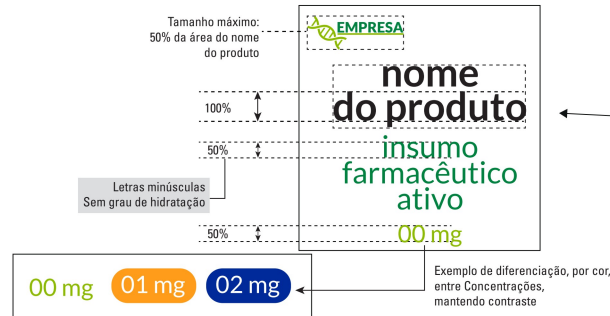 Tamanho máximo:
50% da área do nome
do produto
EMPRESA
nome
do produto
100%
50%
insumo
farmacêutico
ativo
Letras minúsculas
Sem grau de hidratação
50%
00 mg
00 mg
01 mg
02 mg
Exemplo de diferenciação, por cor,
entre Concentrações,
mantendo contraste